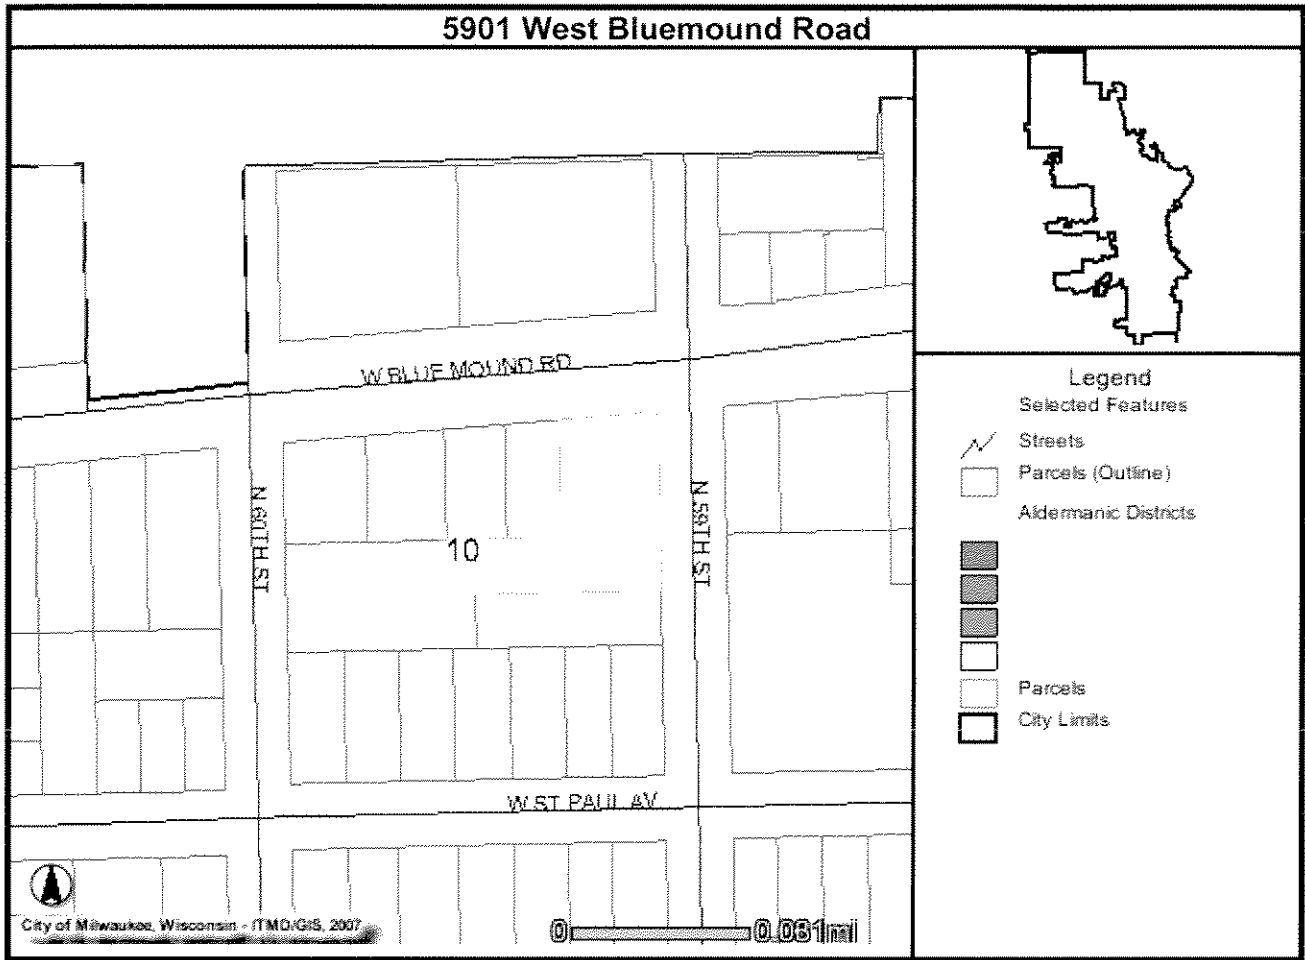 5901 West Bluemound Road
W BLUE MOUND RD
N 60TH ST
10
N 59TH ST
W ST PAUL AV
City of Milwaukee, Wisconsin - ITMD/GIS, 2007
0 0.081mi
Legend
Selected Features
Streets
Parcels (Outline)
Aldermanic Districts
Parcels
City Limits